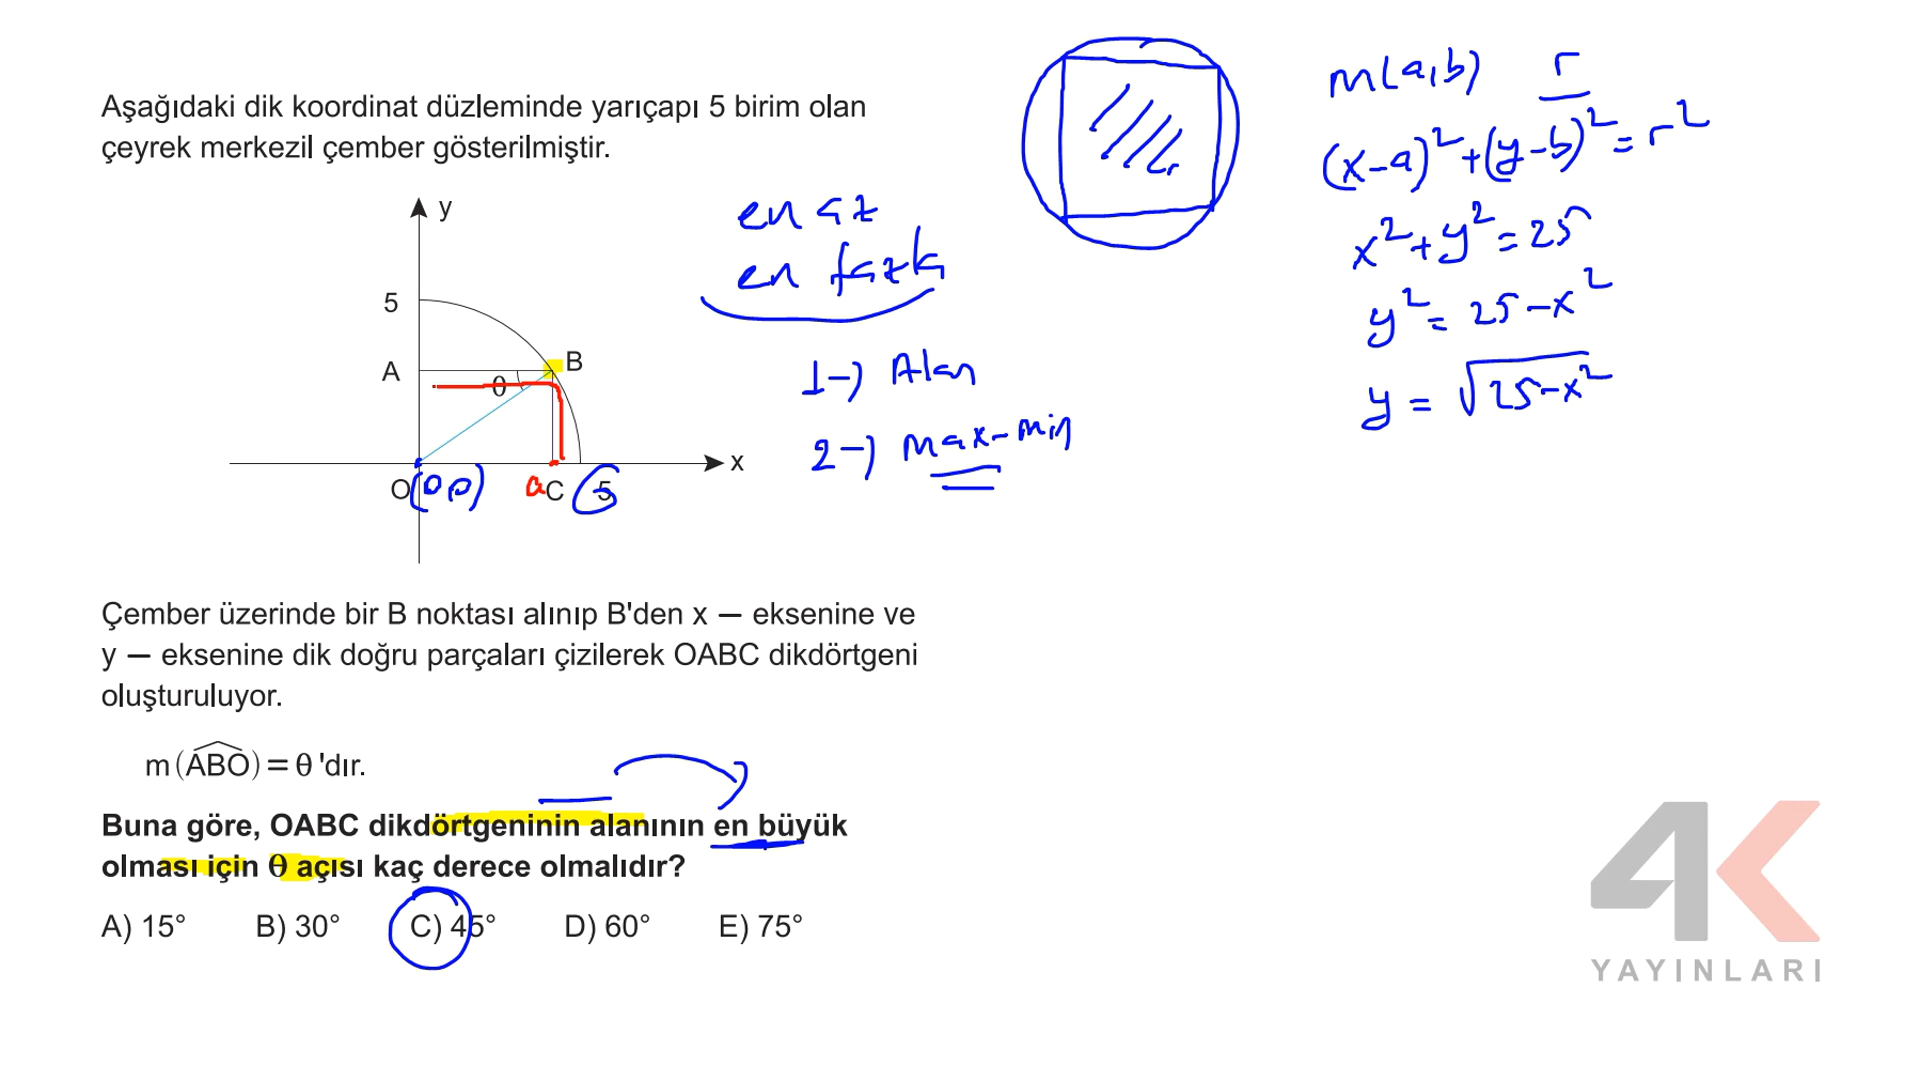 Aşağıdaki dik koordinat düzleminde yarıçapı 5 birim olan
çeyrek merkezil çember gösterilmiştir.
y
5
A
B
θ
x
O
(0,0)
a
C
5
en az
en fazla
1-) Alan
2-) max-min
M(a,b) r
(x-a)²+(y-b)²=r²
x²+y²=25
y²=25-x²
y=√25-x²
Çember üzerinde bir B noktası alınıp B'den x — eksenine ve
y — eksenine dik doğru parçaları çizilerek OABC dikdörtgeni
oluşturuluyor.
m(ABO)=θ'dır.
Buna göre, OABC dikdörtgeninin alanının en büyük
olması için θ açısı kaç derece olmalıdır?
A) 15° B) 30° C) 45° D) 60° E) 75°
4K
YAYINLARI